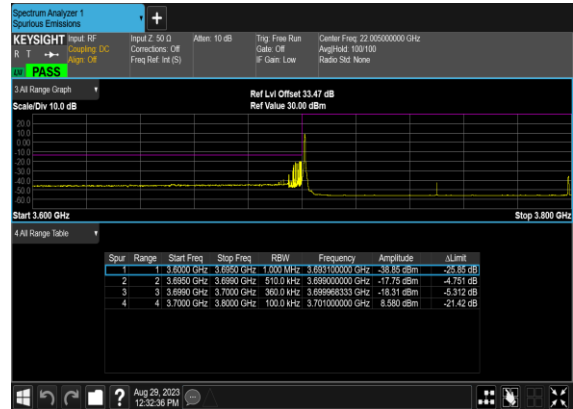 Spectrum Analyzer 1
Spurious Emissions
+
KEYSIGHT Input: RF Input Z: 50 Ω Atten: 10 dB Trig: Free Run Center Freq: 22.005000000 GHz
R T Coupling: DC Corrections: Off Gate: Off Avg|Hold: 100/100
Align: Off Freq Ref: Int (S) IF Gain: Low Radio Std: None
PASS
3 All Range Graph
Ref Lvl Offset 33.47 dB
Scale/Div 10.0 dB Ref Value 30.00 dBm
20.0
10.0
0.00
-10.0
-20.0
-30.0
-40.0
-50.0
-60.0
Start 3.600 GHz Stop 3.800 GHz
4 All Range Table
Spur Range Start Freq Stop Freq RBW Frequency Amplitude ΔLimit
1 1 3.6000 GHz 3.6950 GHz 1.000 MHz 3.693100000 GHz -38.85 dBm -25.85 dB
2 2 3.6950 GHz 3.6990 GHz 510.0 kHz 3.699000000 GHz -17.75 dBm -4.751 dB
3 3 3.6990 GHz 3.7000 GHz 360.0 kHz 3.699968333 GHz -18.31 dBm -5.312 dB
4 4 3.7000 GHz 3.8000 GHz 100.0 kHz 3.701000000 GHz 8.580 dBm -21.42 dB
? Aug 29, 2023
12:32:36 PM